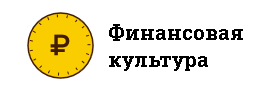 ₽
Финансовая
культура